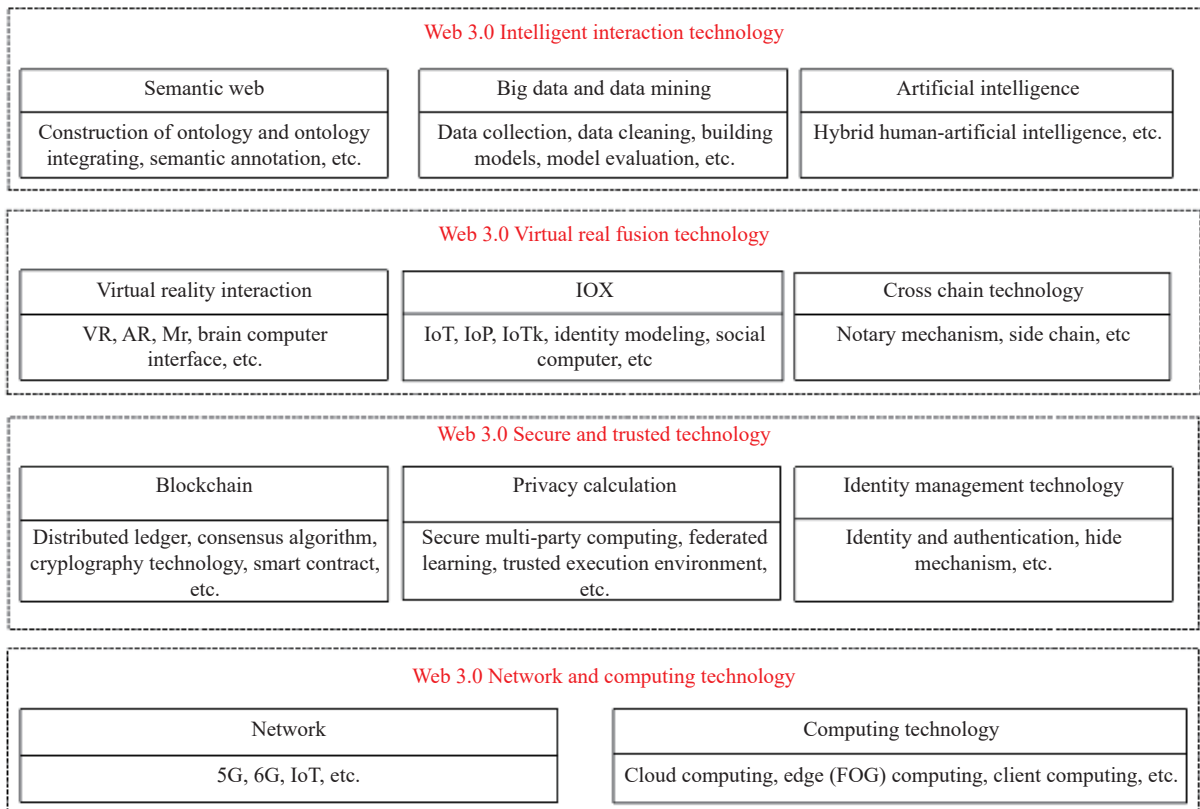 Web 3.0 Intelligent interaction technology
Semantic web
Construction of ontology and ontology
integrating, semantic annotation, etc.
Big data and data mining
Data collection, data cleaning, building
models, model evaluation, etc.
Artificial intelligence
Hybrid human-artificial intelligence, etc.
Web 3.0 Virtual real fusion technology
Virtual reality interaction
VR, AR, Mr, brain computer
interface, etc.
IOX
IoT, IoP, IoTk, identity modeling, social
computer, etc
Cross chain technology
Notary mechanism, side chain, etc
Web 3.0 Secure and trusted technology
Blockchain
Distributed ledger, consensus algorithm,
cryplography technology, smart contract,
etc.
Privacy calculation
Secure multi-party computing, federated
learning, trusted execution environment,
etc.
Identity management technology
Identity and authentication, hide
mechanism, etc.
Web 3.0 Network and computing technology
Network
5G, 6G, IoT, etc.
Computing technology
Cloud computing, edge (FOG) computing, client computing, etc.